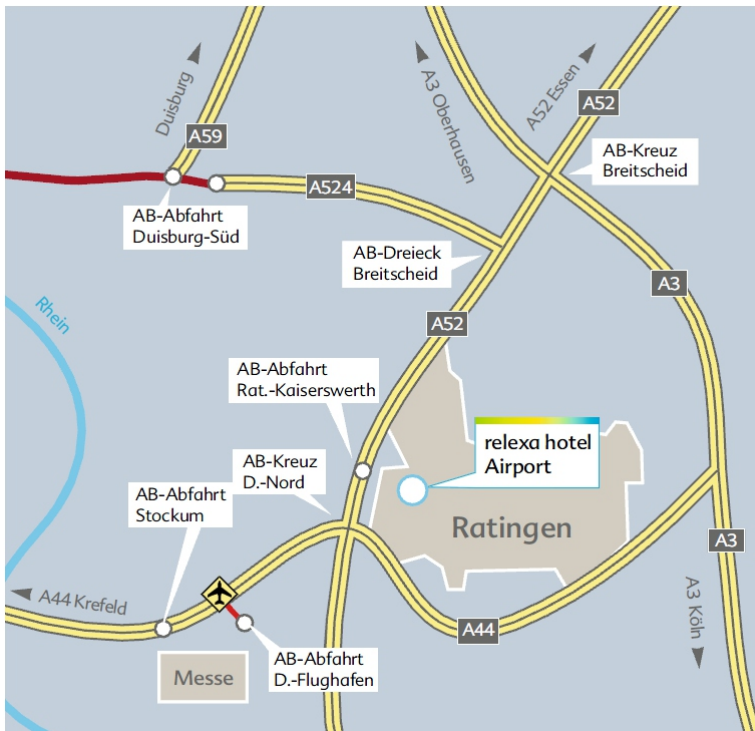 Duisburg
A59
A3 Oberhausen
A52 Essen
A52
AB-Kreuz
Breitscheid
A524
AB-Abfahrt
Duisburg-Süd
AB-Dreieck
Breitscheid
A3
Rhein
A52
AB-Abfahrt
Rat.-Kaiserswerth
relexa hotel
Airport
AB-Kreuz
D.-Nord
AB-Abfahrt
Stockum
Ratingen
A3
A44 Krefeld
A44
A3 Köln
Messe
AB-Abfahrt
D.-Flughafen